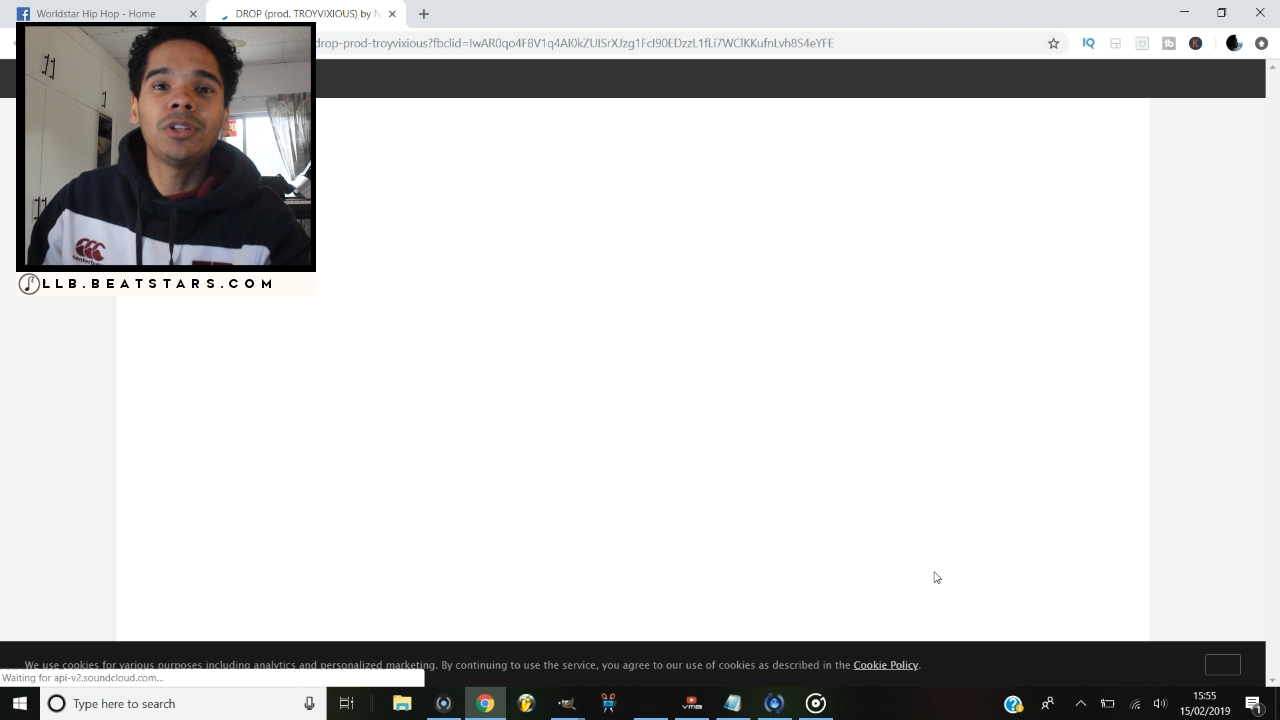 Worldstar Hip Hop - Home
DROP (prod. TROYVIXIOUS) by
drop-prod-troyvixious?fbclid=IwAR0qo4F8V1q4AI0kZUISrXJzg1FcI90EDzzL1fLi7WClKKufnLvh8S4eYFE
LLB.BEATSTARS.COM
We use cookies for various purposes including analytics and personalized marketing. By continuing to use the service, you agree to our use of cookies as described in the Cookie Policy.
Waiting for api-v2.soundcloud.com...
Type here to search
15:55
15/02/2019